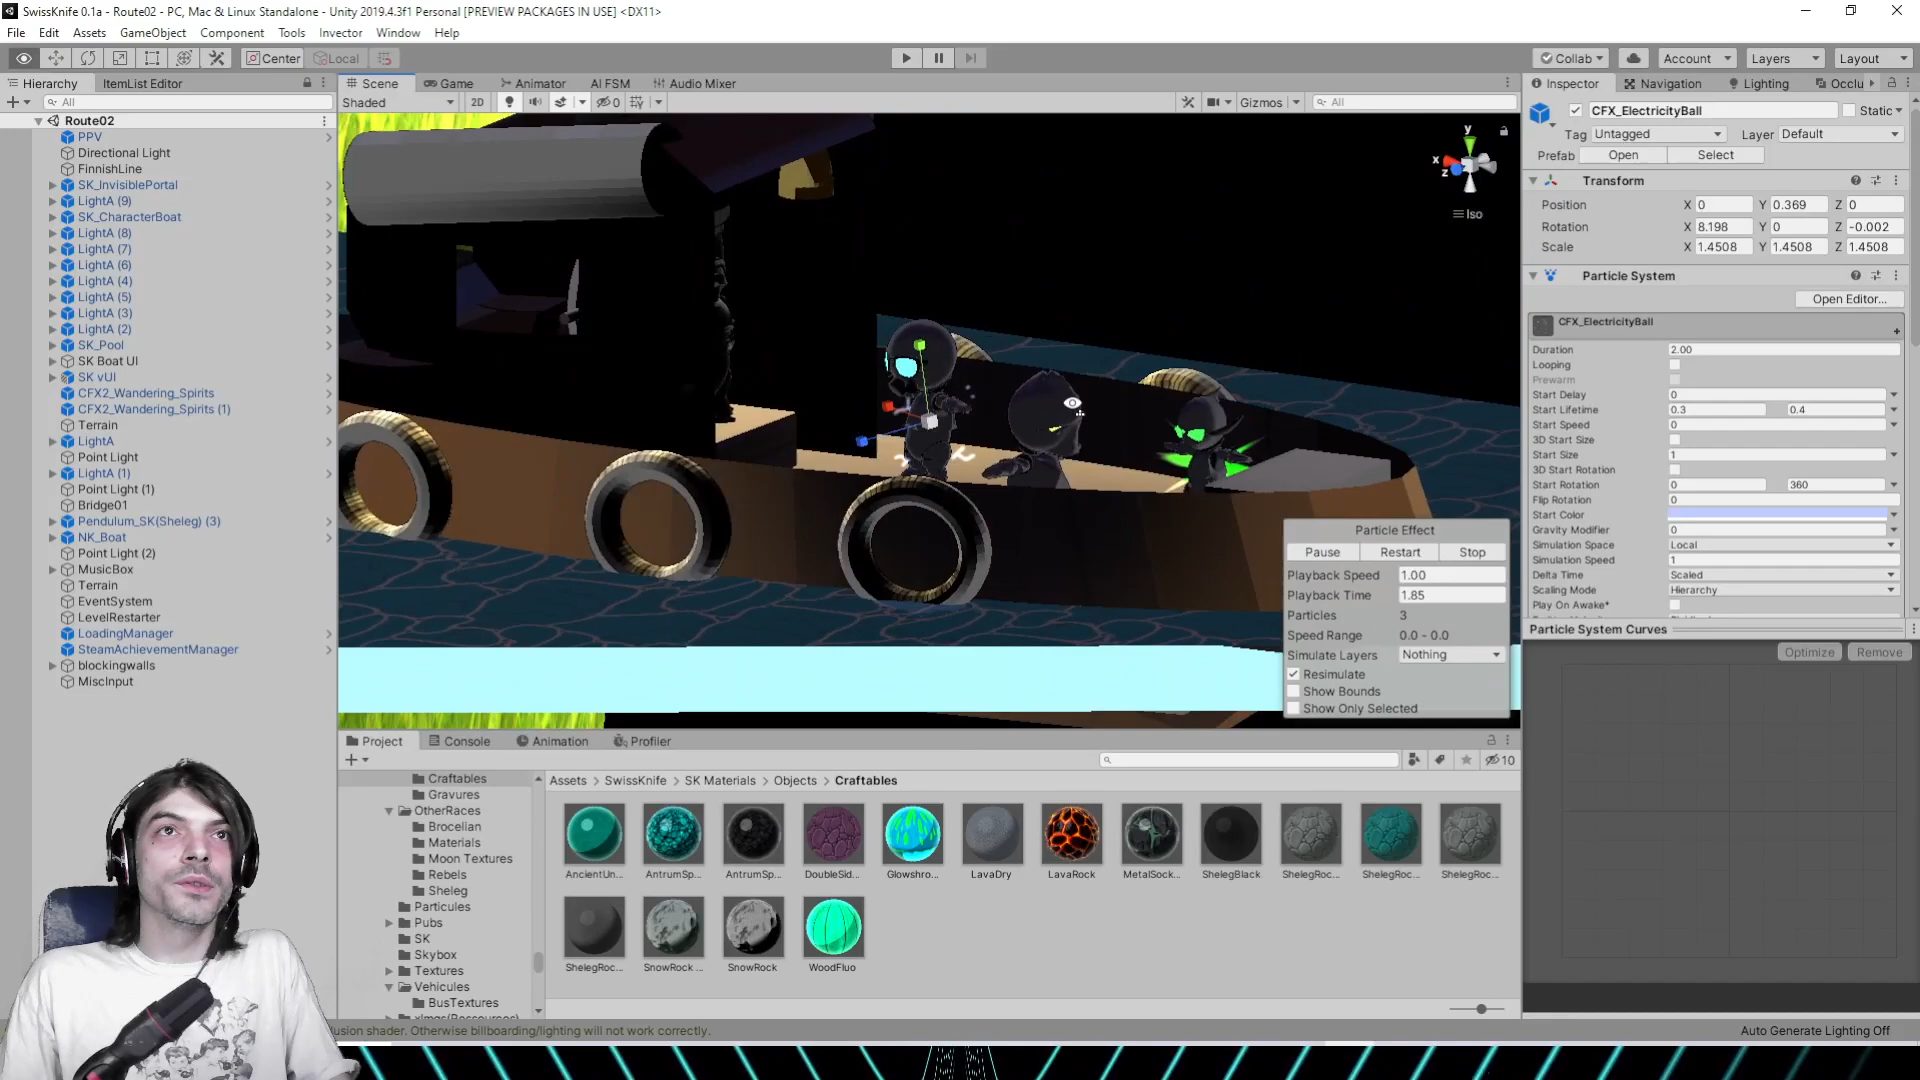 SwissKnife 0.1a - Route02 - PC, Mac & Linux Standalone - Unity 2019.4.3f1 Personal [PREVIEW PACKAGES IN USE] <DX11>
File Edit Assets GameObject Component Tools Invector Window Help
Center Local Collab Account Layers Layout
Hierarchy ItemList Editor
All
Route02
PPV
Directional Light
FinnishLine
SK_InvisiblePortal
LightA (9)
SK_CharacterBoat
LightA (8)
LightA (7)
LightA (6)
LightA (4)
LightA (5)
LightA (3)
LightA (2)
SK_Pool
SK Boat UI
SK vUI
CFX2_Wandering_Spirits
CFX2_Wandering_Spirits (1)
Terrain
LightA
Point Light
LightA (1)
Point Light (1)
Bridge01
Pendulum_SK(Sheleg) (3)
NK_Boat
Point Light (2)
MusicBox
Terrain
EventSystem
LevelRestarter
LoadingManager
SteamAchievementManager
blockingwalls
MiscInput
Scene Game Animator AI FSM Audio Mixer
Shaded 2D 0 Gizmos All
y
x
z
Iso
Particle Effect
Pause Restart Stop
Playback Speed 1.00
Playback Time 1.85
Particles 3
Speed Range 0.0 - 0.0
Simulate Layers Nothing
Resimulate
Show Bounds
Show Only Selected
Project Console Animation Profiler
10
Craftables
Gravures
OtherRaces
Brocelian
Materials
Moon Textures
Rebels
Sheleg
Particules
Pubs
SK
Skybox
Textures
Vehicules
BusTextures
Assets > SwissKnife > SK Materials > Objects > Craftables
AncientUn... AntrumSp... AntrumSp... DoubleSid... Glowshro... LavaDry LavaRock MetalSock... ShelegBlack ShelegRoc... ShelegRoc... ShelegRoc...
ShelegRoc... SnowRock ... SnowRock WoodFluo
Inspector Navigation Lighting Occlu
CFX_ElectricityBall Static
Tag Untagged Layer Default
Prefab Open Select
Transform
Position X 0 Y 0.369 Z 0
Rotation X 8.198 Y 0 Z -0.002
Scale X 1.4508 Y 1.4508 Z 1.4508
Particle System
Open Editor...
CFX_ElectricityBall
Duration 2.00
Looping
Prewarm
Start Delay 0
Start Lifetime 0.3 0.4
Start Speed 0
3D Start Size
Start Size 1
3D Start Rotation
Start Rotation 0 360
Flip Rotation 0
Start Color
Gravity Modifier 0
Simulation Space Local
Simulation Speed 1
Delta Time Scaled
Scaling Mode Hierarchy
Play On Awake*
Particle System Curves
Optimize Remove
usion shader. Otherwise billboarding/lighting will not work correctly.
Auto Generate Lighting Off